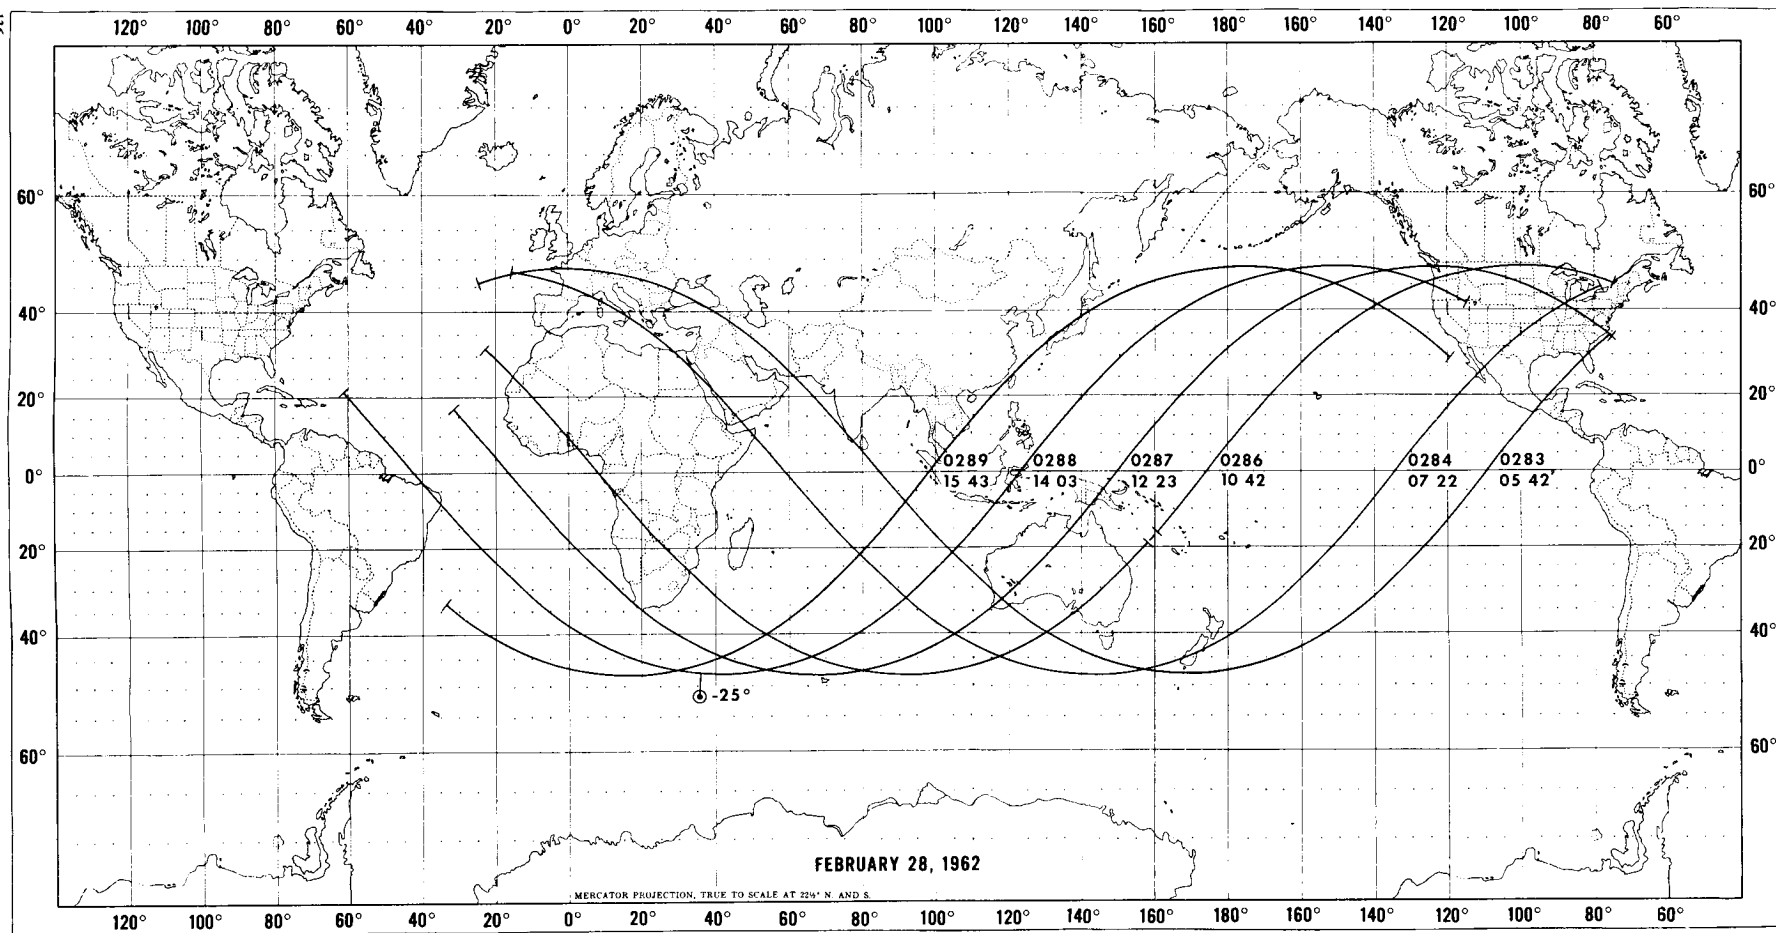 120° 100° 80° 60° 40° 20° 0° 20° 40° 60° 80° 100° 120° 140° 160° 180° 160° 140° 120° 100° 80° 60°
60° 60°
40° 40°
20° 20°
0° 0289 0288 0287 0286 0284 0283 0°
15 43 14 03 12 23 10 42 07 22 05 42
20° 20°
40° 40°
-25°
60° 60°
FEBRUARY 28, 1962
MERCATOR PROJECTION, TRUE TO SCALE AT 22½° N. AND S.
120° 100° 80° 60° 40° 20° 0° 20° 40° 60° 80° 100° 120° 140° 160° 180° 160° 140° 120° 100° 80° 60°